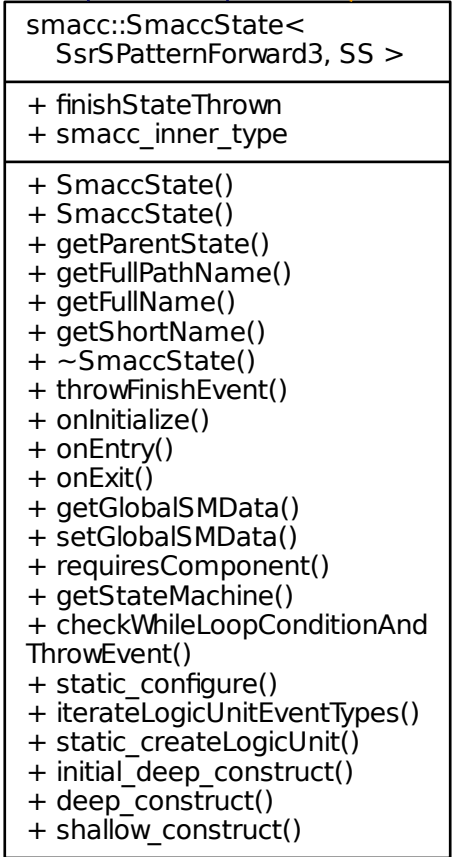 smacc::SmaccState<
SsrSPatternForward3, SS >
+ finishStateThrown
+ smacc_inner_type
+ SmaccState()
+ SmaccState()
+ getParentState()
+ getFullPathName()
+ getFullName()
+ getShortName()
+ ~SmaccState()
+ throwFinishEvent()
+ onInitialize()
+ onEntry()
+ onExit()
+ getGlobalSMData()
+ setGlobalSMData()
+ requiresComponent()
+ getStateMachine()
+ checkWhileLoopConditionAnd
ThrowEvent()
+ static_configure()
+ iterateLogicUnitEventTypes()
+ static_createLogicUnit()
+ initial_deep_construct()
+ deep_construct()
+ shallow_construct()